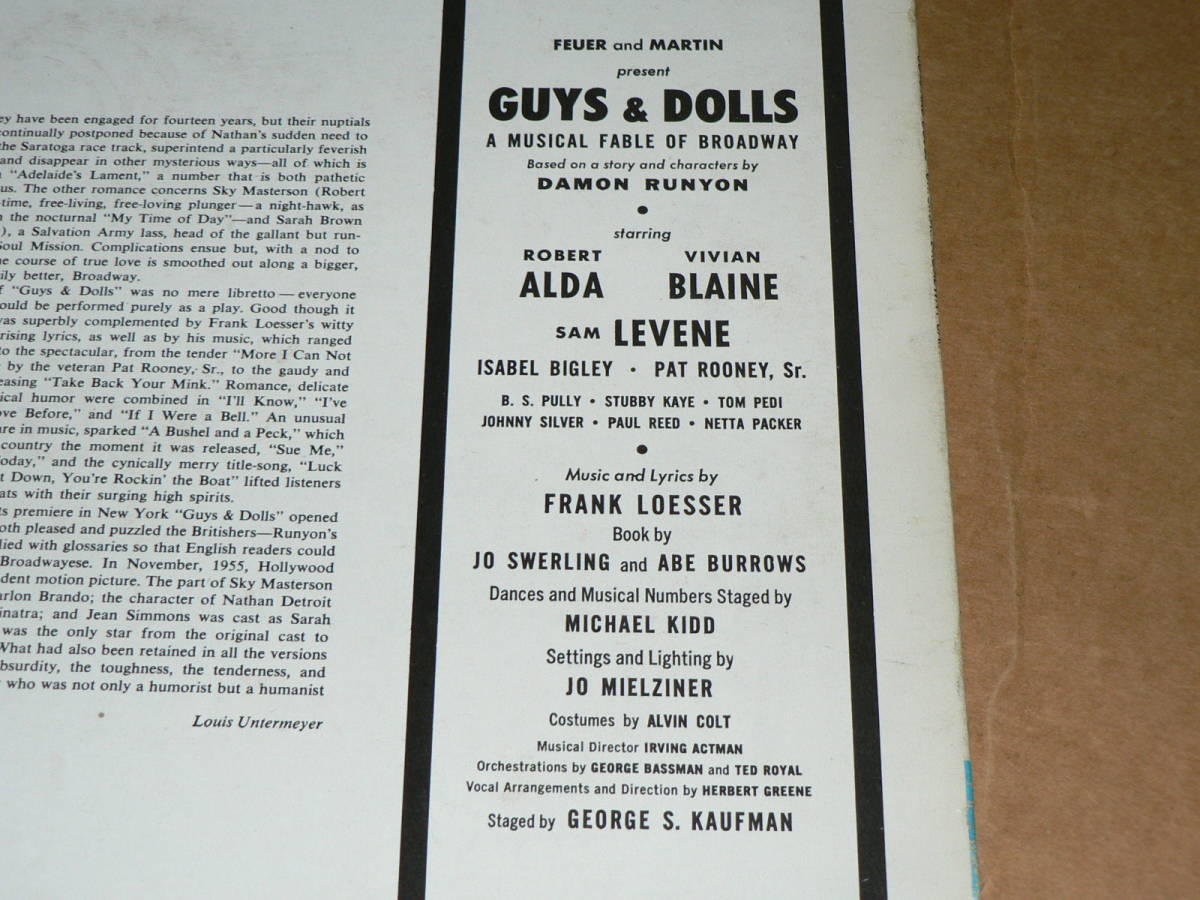 ey have been engaged for fourteen years, but their nuptials
continually postponed because of Nathan's sudden need to
the Saratoga race track, superintend a particularly feverish
and disappear in other mysterious ways—all of which is
"Adelaide's Lament," a number that is both pathetic
us. The other romance concerns Sky Masterson (Robert
-time, free-living, free-loving plunger—a night-hawk, as
n the nocturnal "My Time of Day"—and Sarah Brown
), a Salvation Army lass, head of the gallant but run-
Soul Mission. Complications ensue but, with a nod to
e course of true love is smoothed out along a bigger,
ily better, Broadway.
f "Guys & Dolls" was no mere libretto—everyone
ould be performed purely as a play. Good though it
was superbly complemented by Frank Loesser's witty
rising lyrics, as well as by his music, which ranged
to the spectacular, from the tender "More I Can Not
by the veteran Pat Rooney, Sr., to the gaudy and
easing "Take Back Your Mink." Romance, delicate
ical humor were combined in "I'll Know," "I've
ove Before," and "If I Were a Bell." An unusual
re in music, sparked "A Bushel and a Peck," which
country the moment it was released, "Sue Me,"
oday," and the cynically merry title-song, "Luck
t Down, You're Rockin' the Boat" lifted listeners
ats with their surging high spirits.
ts premiere in New York "Guys & Dolls" opened
oth pleased and puzzled the Britishers—Runyon's
lied with glossaries so that English readers could
Broadwayese. In November, 1955, Hollywood
dent motion picture. The part of Sky Masterson
arlon Brando; the character of Nathan Detroit
inatra; and Jean Simmons was cast as Sarah
was the only star from the original cast to
What had also been retained in all the versions
bsurdity, the toughness, the tenderness, and
who was not only a humorist but a humanist
Louis Untermeyer
FEUER and MARTIN
present
GUYS & DOLLS
A MUSICAL FABLE OF BROADWAY
Based on a story and characters by
DAMON RUNYON
•
starring
ROBERT VIVIAN
ALDA BLAINE
SAM LEVENE
ISABEL BIGLEY • PAT ROONEY, Sr.
B. S. PULLY • STUBBY KAYE • TOM PEDI
JOHNNY SILVER • PAUL REED • NETTA PACKER
•
Music and Lyrics by
FRANK LOESSER
Book by
JO SWERLING and ABE BURROWS
Dances and Musical Numbers Staged by
MICHAEL KIDD
Settings and Lighting by
JO MIELZINER
Costumes by ALVIN COLT
Musical Director IRVING ACTMAN
Orchestrations by GEORGE BASSMAN and TED ROYAL
Vocal Arrangements and Direction by HERBERT GREENE
Staged by GEORGE S. KAUFMAN